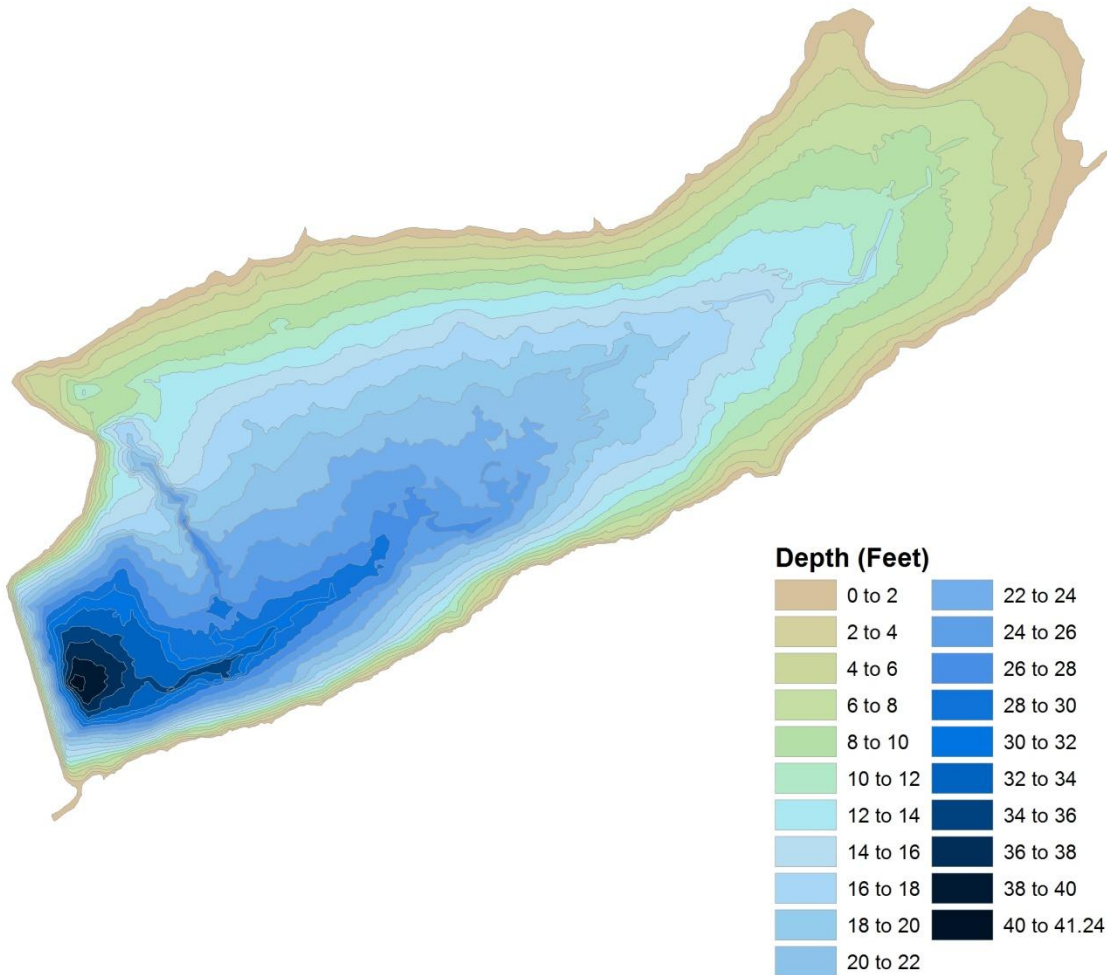 Depth (Feet)
0 to 2
2 to 4
4 to 6
6 to 8
8 to 10
10 to 12
12 to 14
14 to 16
16 to 18
18 to 20
20 to 22
22 to 24
24 to 26
26 to 28
28 to 30
30 to 32
32 to 34
34 to 36
36 to 38
38 to 40
40 to 41.24